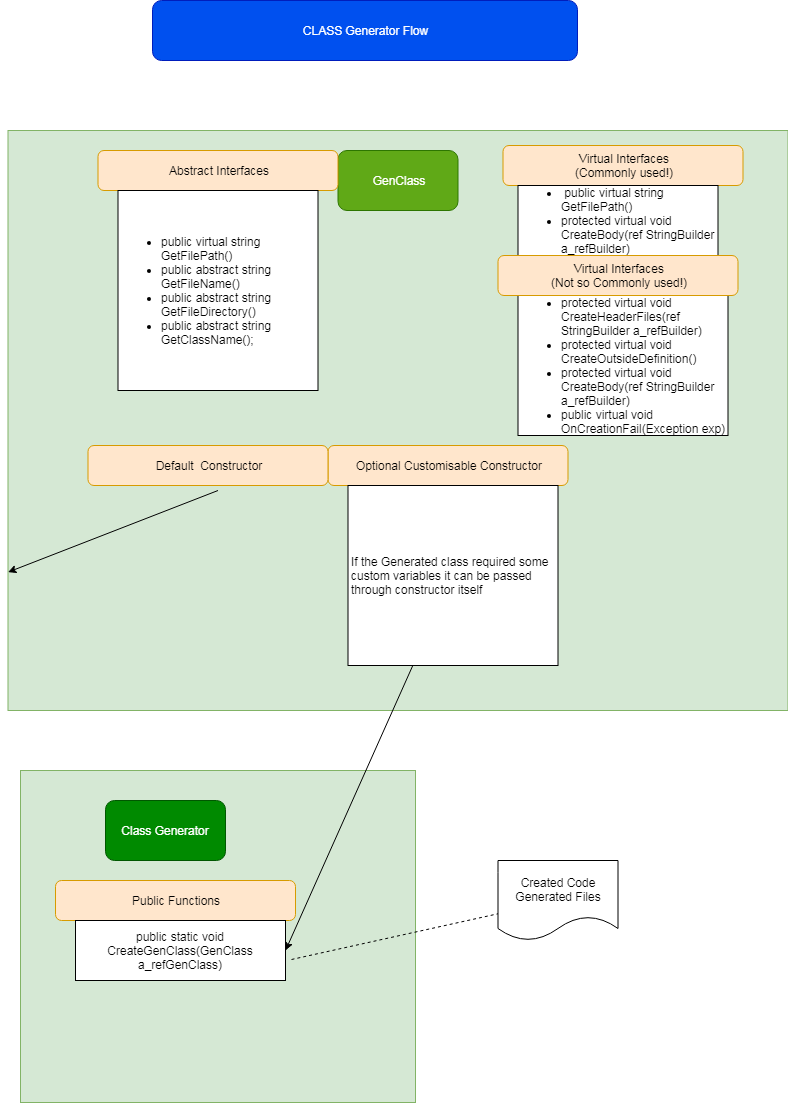 CLASS Generator Flow
Abstract Interfaces
GenClass
public virtual string
GetFilePath()
public abstract string
GetFileName()
public abstract string
GetFileDirectory()
public abstract string
GetClassName();
Virtual Interfaces
(Commonly used!)
public virtual string
GetFilePath()
protected virtual void
CreateBody(ref StringBuilder
a_refBuilder)
Virtual Interfaces
(Not so Commonly used!)
protected virtual void
CreateHeaderFiles(ref
StringBuilder a_refBuilder)
protected virtual void
CreateOutsideDefinition()
protected virtual void
CreateBody(ref StringBuilder
a_refBuilder)
public virtual void
OnCreationFail(Exception exp)
Default  Constructor
Optional Customisable Constructor
If the Generated class required some
custom variables it can be passed
through constructor itself
Class Generator
Public Functions
public static void
CreateGenClass(GenClass
a_refGenClass)
Created Code
Generated Files